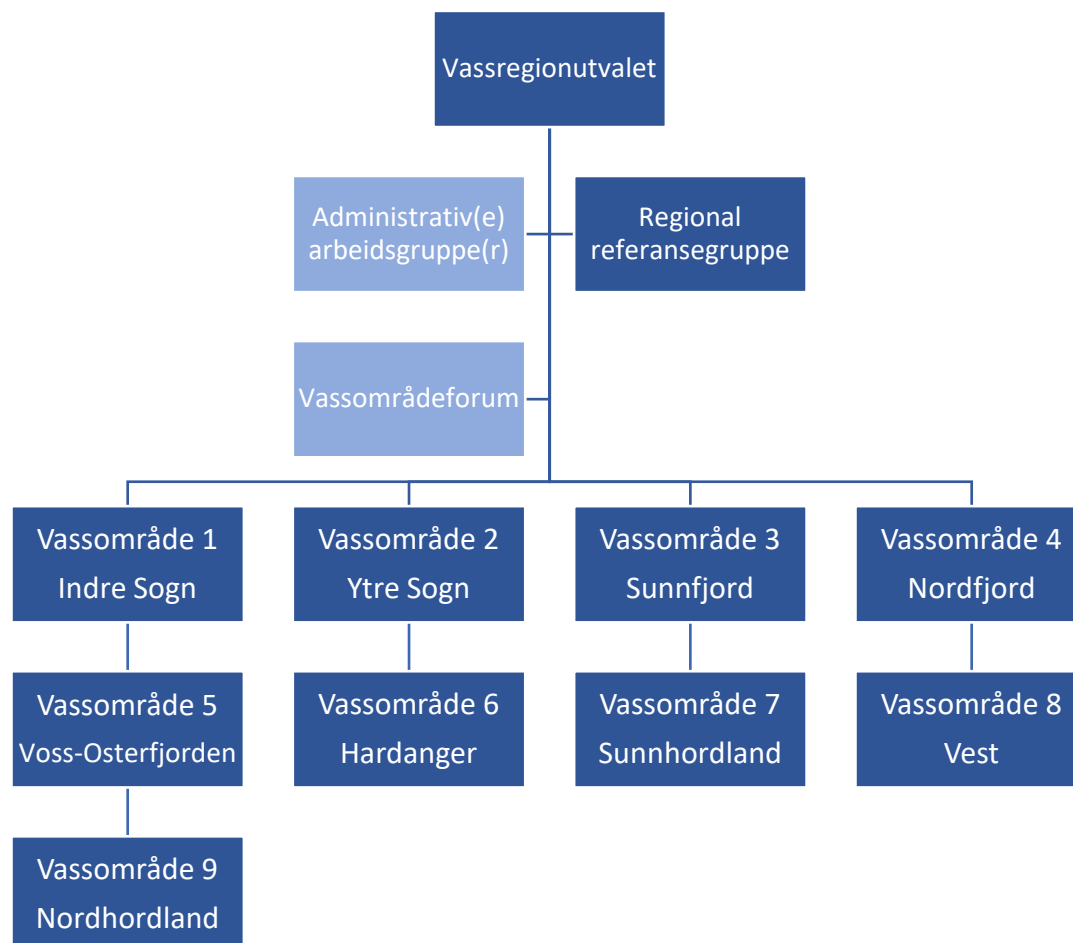 Vassregionutvalet
Administrativ(e)
arbeidsgruppe(r)
Regional
referansegruppe
Vassområdeforum
Vassområde 1
Indre Sogn
Vassområde 2
Ytre Sogn
Vassområde 3
Sunnfjord
Vassområde 4
Nordfjord
Vassområde 5
Voss-Osterfjorden
Vassområde 6
Hardanger
Vassområde 7
Sunnhordland
Vassområde 8
Vest
Vassområde 9
Nordhordland